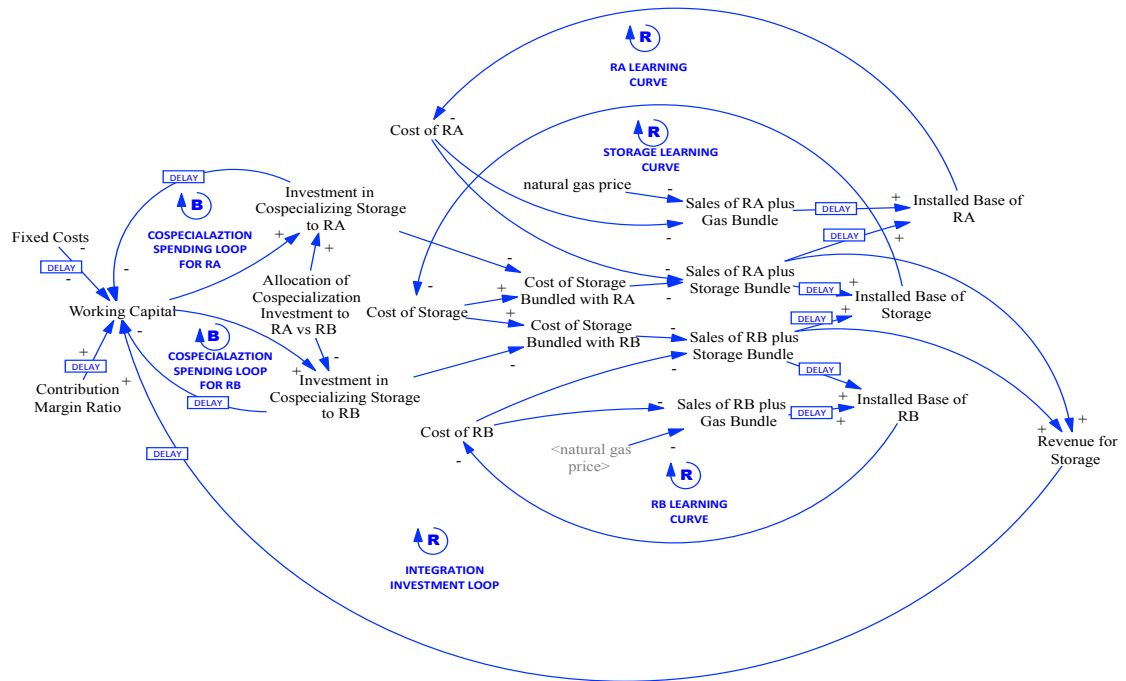 R
RA LEARNING
CURVE
Cost of RA
-
R
STORAGE LEARNING
CURVE
natural gas price
-
Sales of RA plus
Gas Bundle
-
DELAY
+
Installed Base of
RA
DELAY
+
DELAY
B
COSPECIALAZTION
SPENDING LOOP
FOR RA
Investment in
Cospecializing Storage
to RA
+
+
Fixed Costs
-
DELAY
-
-
Working Capital
-
Allocation of
Cospecialization
Investment to
RA vs RB
-
-
Cost of Storage
-
Cost of Storage
Bundled with RA
+
+
Cost of Storage
Bundled with RB
-
-
Sales of RA plus
Storage Bundle
-
DELAY
+
Installed Base of
Storage
DELAY
+
-
Sales of RB plus
Storage Bundle
-
DELAY
B
COSPECIALAZTION
SPENDING LOOP
FOR RB
+
DELAY
Contribution
Margin Ratio
+
+
Investment in
Cospecializing Storage
to RB
DELAY
DELAY
Cost of RB
-
-
Sales of RB plus
Gas Bundle
-
DELAY
+
+
Installed Base of
RB
<natural gas
price>
R
RB LEARNING
CURVE
+
+
Revenue for
Storage
R
INTEGRATION
INVESTMENT LOOP